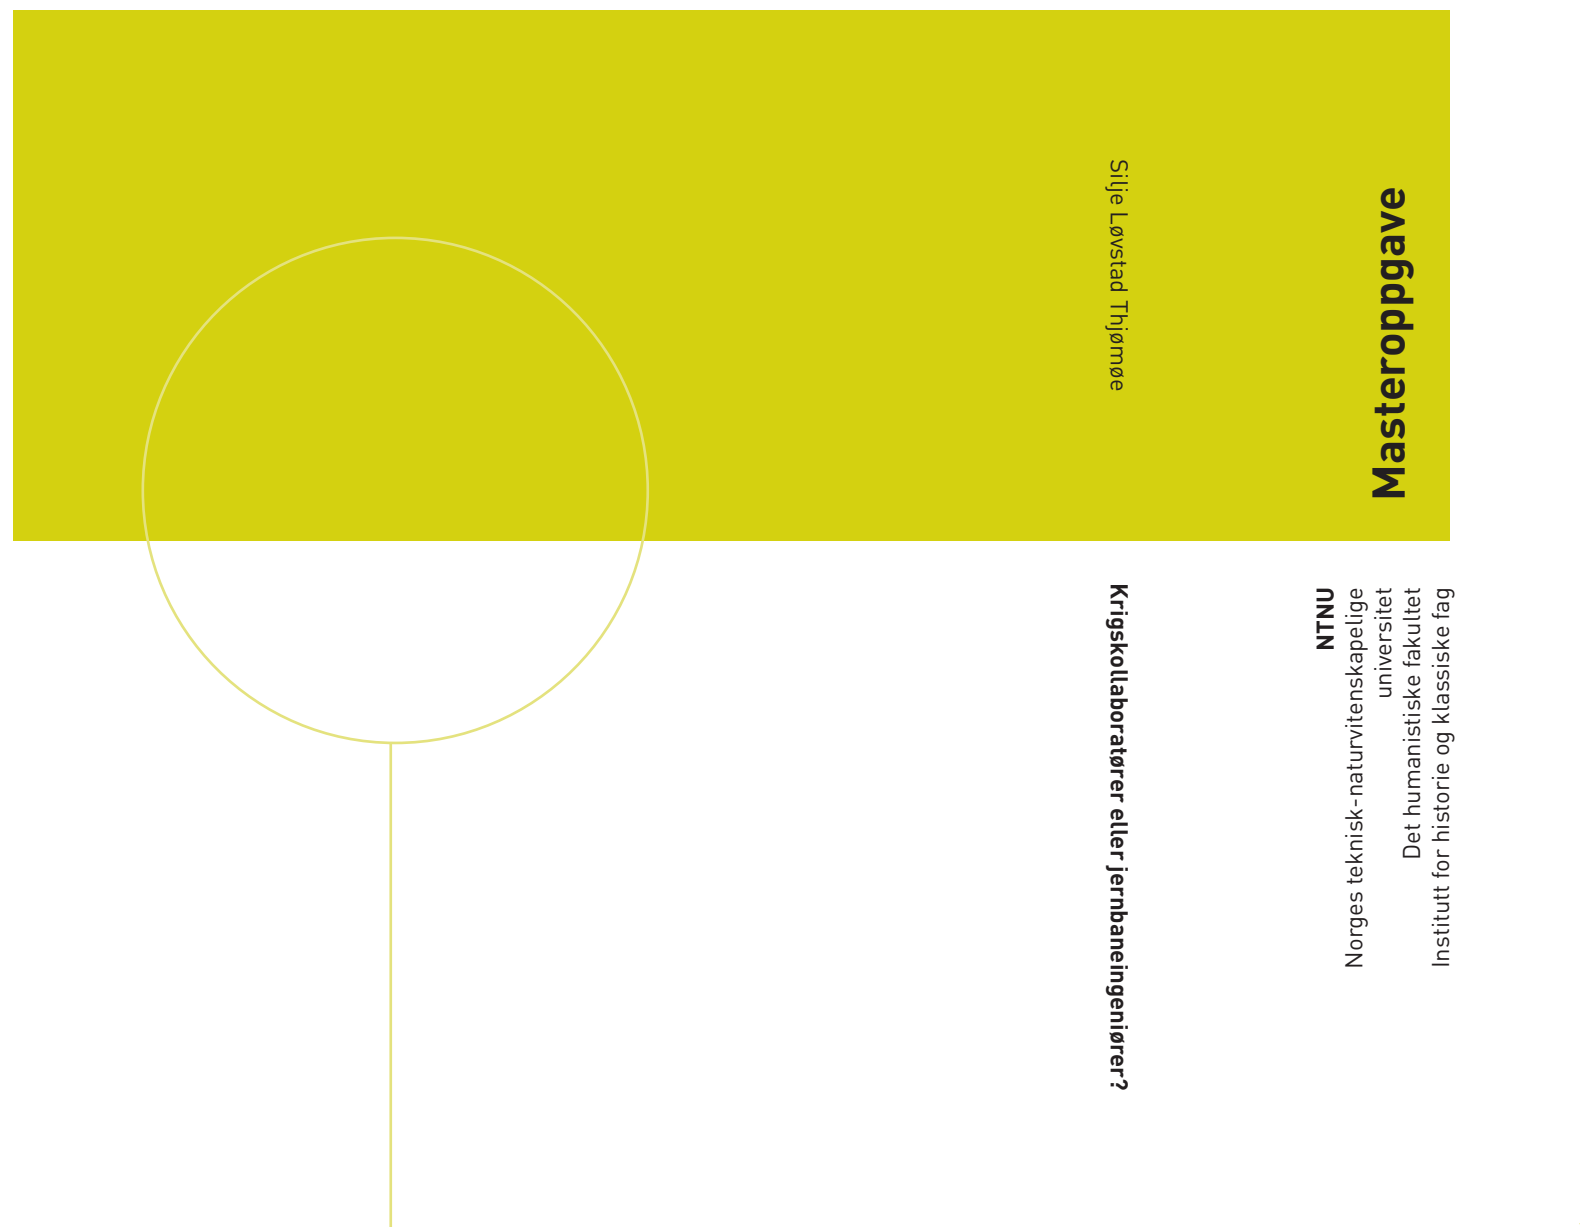 Masteroppgave
NTNU
Norges teknisk-naturvitenskapelige
universitet
Det humanistiske fakultet
Institutt for historie og klassiske fag
Silje Løvstad Thjømøe
Krigskollaboratører eller jernbaneingeniører?